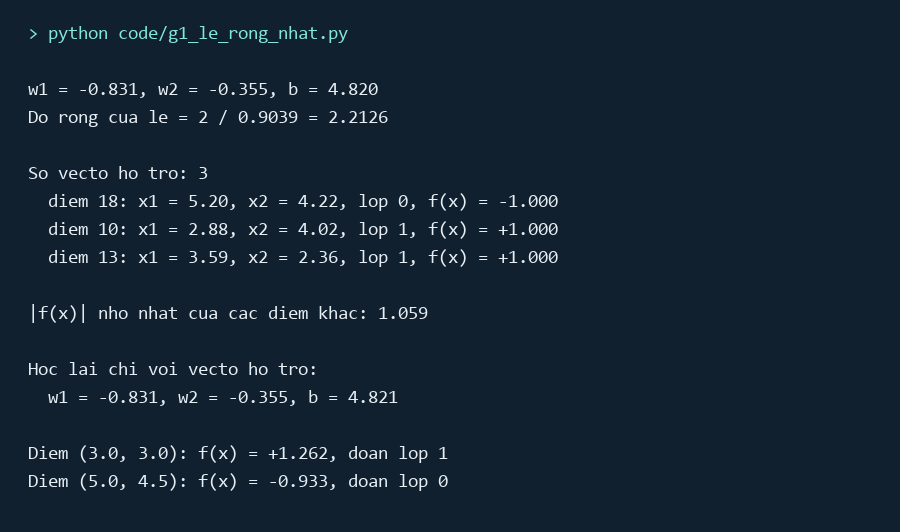 > python code/g1_le_rong_nhat.py
w1 = -0.831, w2 = -0.355, b = 4.820
Do rong cua le = 2 / 0.9039 = 2.2126
So vecto ho tro: 3
diem 18: x1 = 5.20, x2 = 4.22, lop 0, f(x) = -1.000
diem 10: x1 = 2.88, x2 = 4.02, lop 1, f(x) = +1.000
diem 13: x1 = 3.59, x2 = 2.36, lop 1, f(x) = +1.000
|f(x)| nho nhat cua cac diem khac: 1.059
Hoc lai chi voi vecto ho tro:
w1 = -0.831, w2 = -0.355, b = 4.821
Diem (3.0, 3.0): f(x) = +1.262, doan lop 1
Diem (5.0, 4.5): f(x) = -0.933, doan lop 0